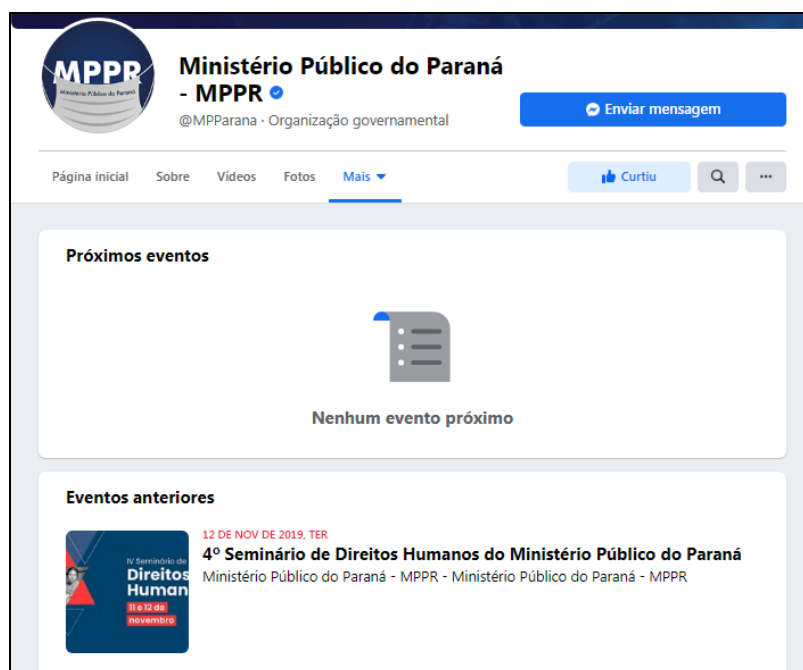 MPPR
Ministério Público do Paraná
Ministério Público do Paraná
- MPPR
@MPParana · Organização governamental
Enviar mensagem
Página inicial
Sobre
Vídeos
Fotos
Mais
Curtiu
Próximos eventos
Nenhum evento próximo
Eventos anteriores
IV Seminário de
Direitos
Human
11 e 12 de
novembro
12 DE NOV DE 2019, TER
4º Seminário de Direitos Humanos do Ministério Público do Paraná
Ministério Público do Paraná - MPPR - Ministério Público do Paraná - MPPR